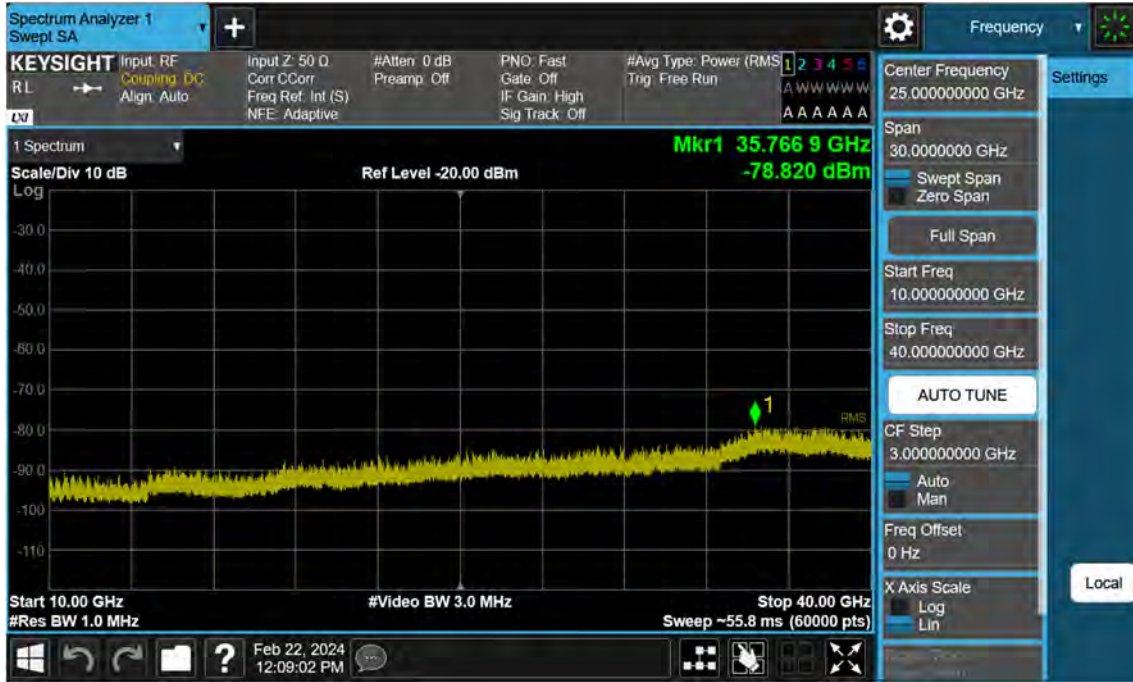 Spectrum Analyzer 1
Swept SA
+
Frequency
KEYSIGHT
RL
LXI
Input: RF
Coupling: DC
Align: Auto
Input Z: 50 Ω
Corr CCorr
Freq Ref: Int (S)
NFE: Adaptive
#Atten: 0 dB
Preamp: Off
PNO: Fast
Gate: Off
IF Gain: High
Sig Track: Off
#Avg Type: Power (RMS
Trig: Free Run
1 2 3 4 5 6
A W W W W W
A A A A A A
1 Spectrum
Scale/Div 10 dB
Ref Level -20.00 dBm
Mkr1 35.766 9 GHz
-78.820 dBm
Log
-30.0
-40.0
-50.0
-60.0
-70.0
-80.0
-90.0
-100
-110
1
RMS
Start 10.00 GHz
#Res BW 1.0 MHz
#Video BW 3.0 MHz
Stop 40.00 GHz
Sweep ~55.8 ms (60000 pts)
?
Feb 22, 2024
12:09:02 PM
Center Frequency
25.000000000 GHz
Span
30.0000000 GHz
Swept Span
Zero Span
Full Span
Start Freq
10.000000000 GHz
Stop Freq
40.000000000 GHz
AUTO TUNE
CF Step
3.000000000 GHz
Auto
Man
Freq Offset
0 Hz
X Axis Scale
Log
Lin
Settings
Local